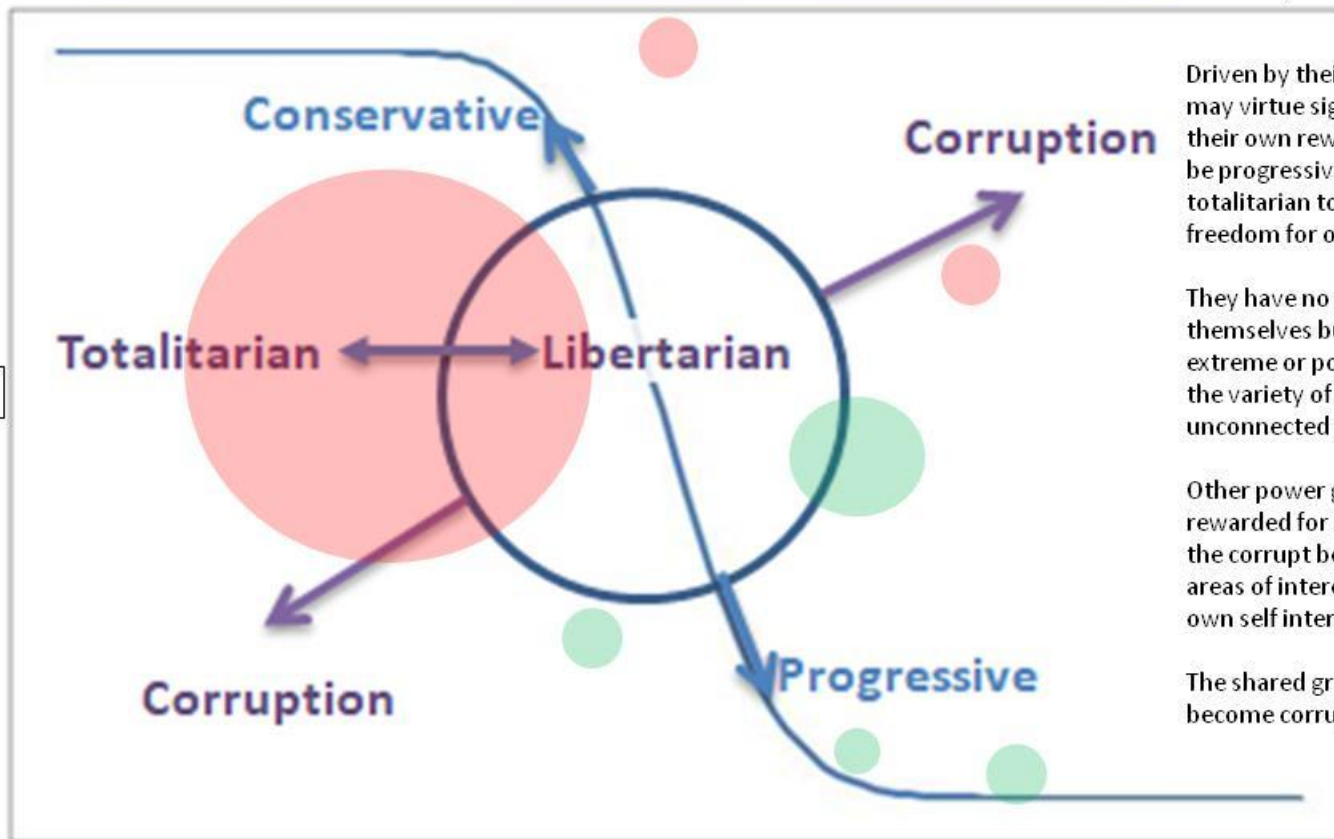 Conservative
Corruption
Totalitarian
Libertarian
Corruption
Progressive
Driven by thei
may virtue sig
their own rew
be progressiv
totalitarian to
freedom for o
They have no
themselves bu
extreme or po
the variety of
unconnected
Other power g
rewarded for
the corrupt be
areas of intere
own self inter
The shared gr
become corru